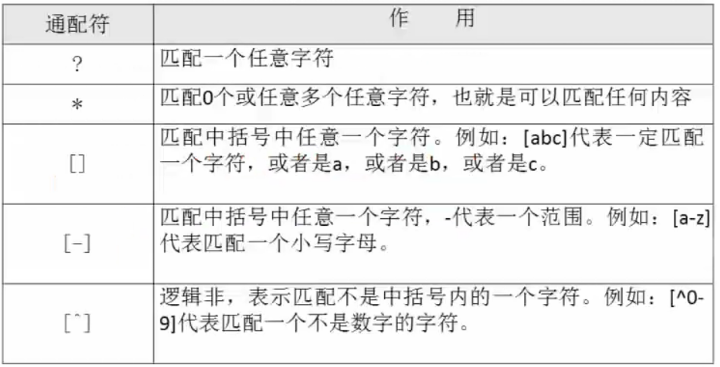 通配符
作 用
?
匹配一个任意字符
*
匹配0个或任意多个任意字符，也就是可以匹配任何内容
[]
匹配中括号中任意一个字符。例如：[abc]代表一定匹配
一个字符，或者是a，或者是b，或者是c。
[-]
匹配中括号中任意一个字符，-代表一个范围。例如：[a-z]
代表匹配一个小写字母。
[^]
逻辑非，表示匹配不是中括号内的一个字符。例如：[^0-
9]代表匹配一个不是数字的字符。